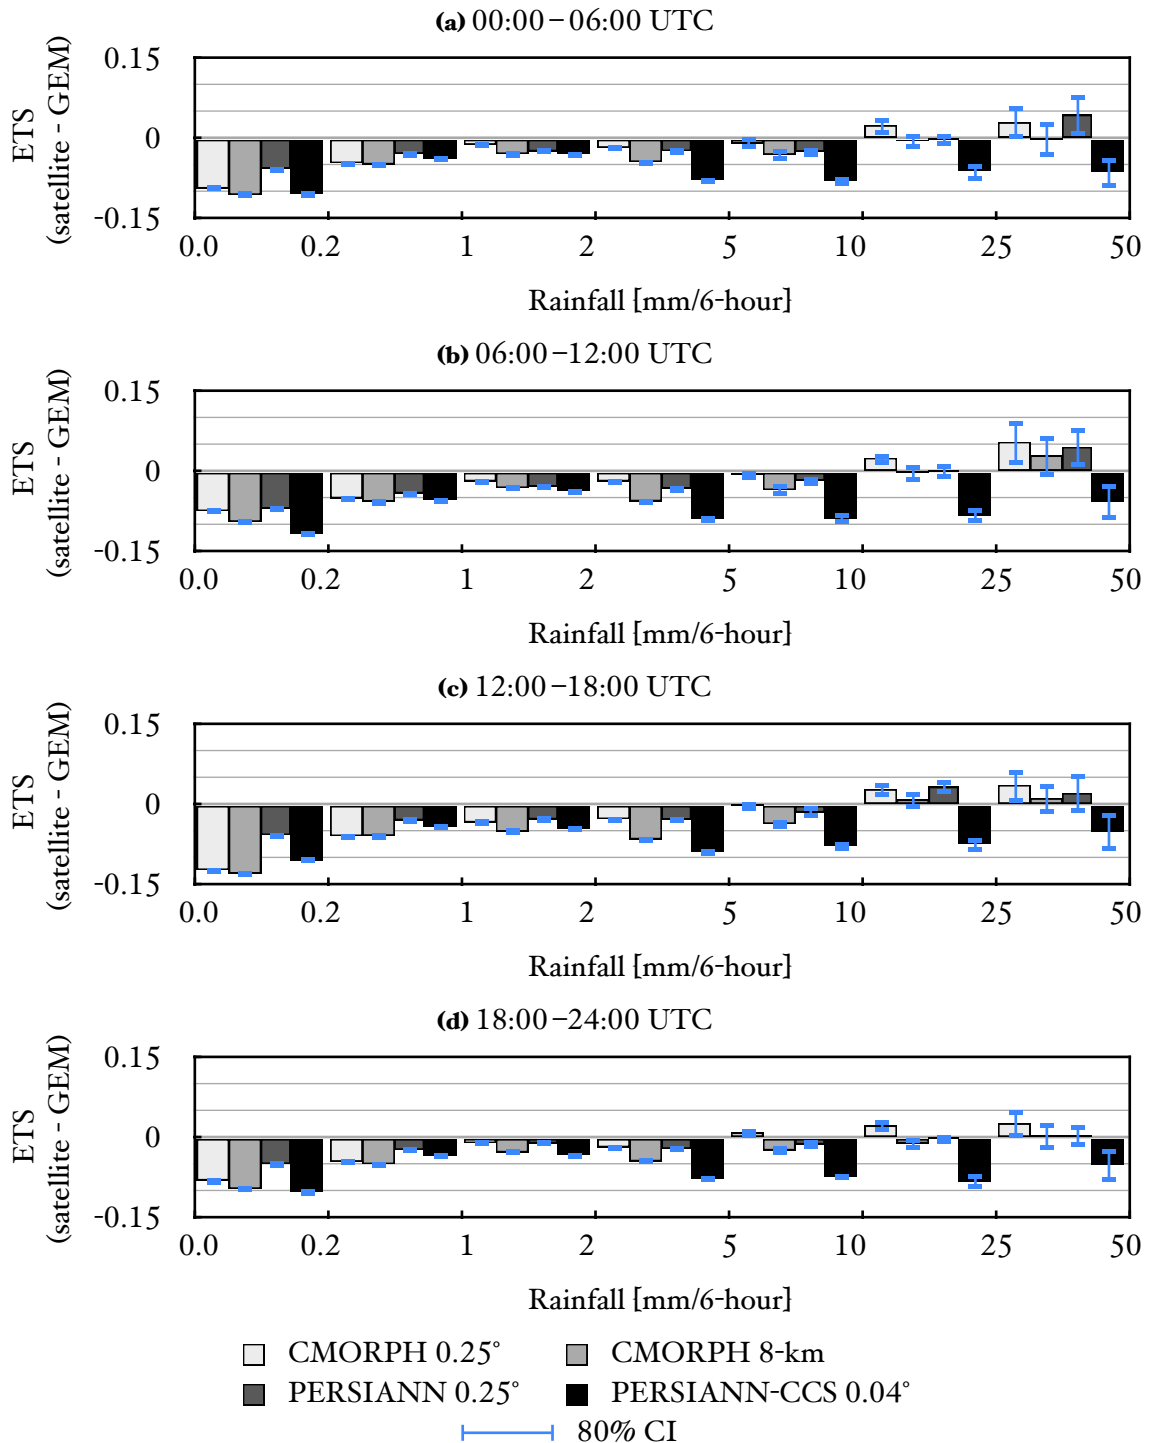 (a) 00:00–06:00 UTC
ETS
(satellite - GEM)
0.15
0
-0.15
0.0 0.2 1 2 5 10 25 50
Rainfall [mm/6-hour]
(b) 06:00–12:00 UTC
ETS
(satellite - GEM)
0.15
0
-0.15
0.0 0.2 1 2 5 10 25 50
Rainfall [mm/6-hour]
(c) 12:00–18:00 UTC
ETS
(satellite - GEM)
0.15
0
-0.15
0.0 0.2 1 2 5 10 25 50
Rainfall [mm/6-hour]
(d) 18:00–24:00 UTC
ETS
(satellite - GEM)
0.15
0
-0.15
0.0 0.2 1 2 5 10 25 50
Rainfall [mm/6-hour]
CMORPH 0.25° CMORPH 8-km
PERSIANN 0.25° PERSIANN-CCS 0.04°
80% CI